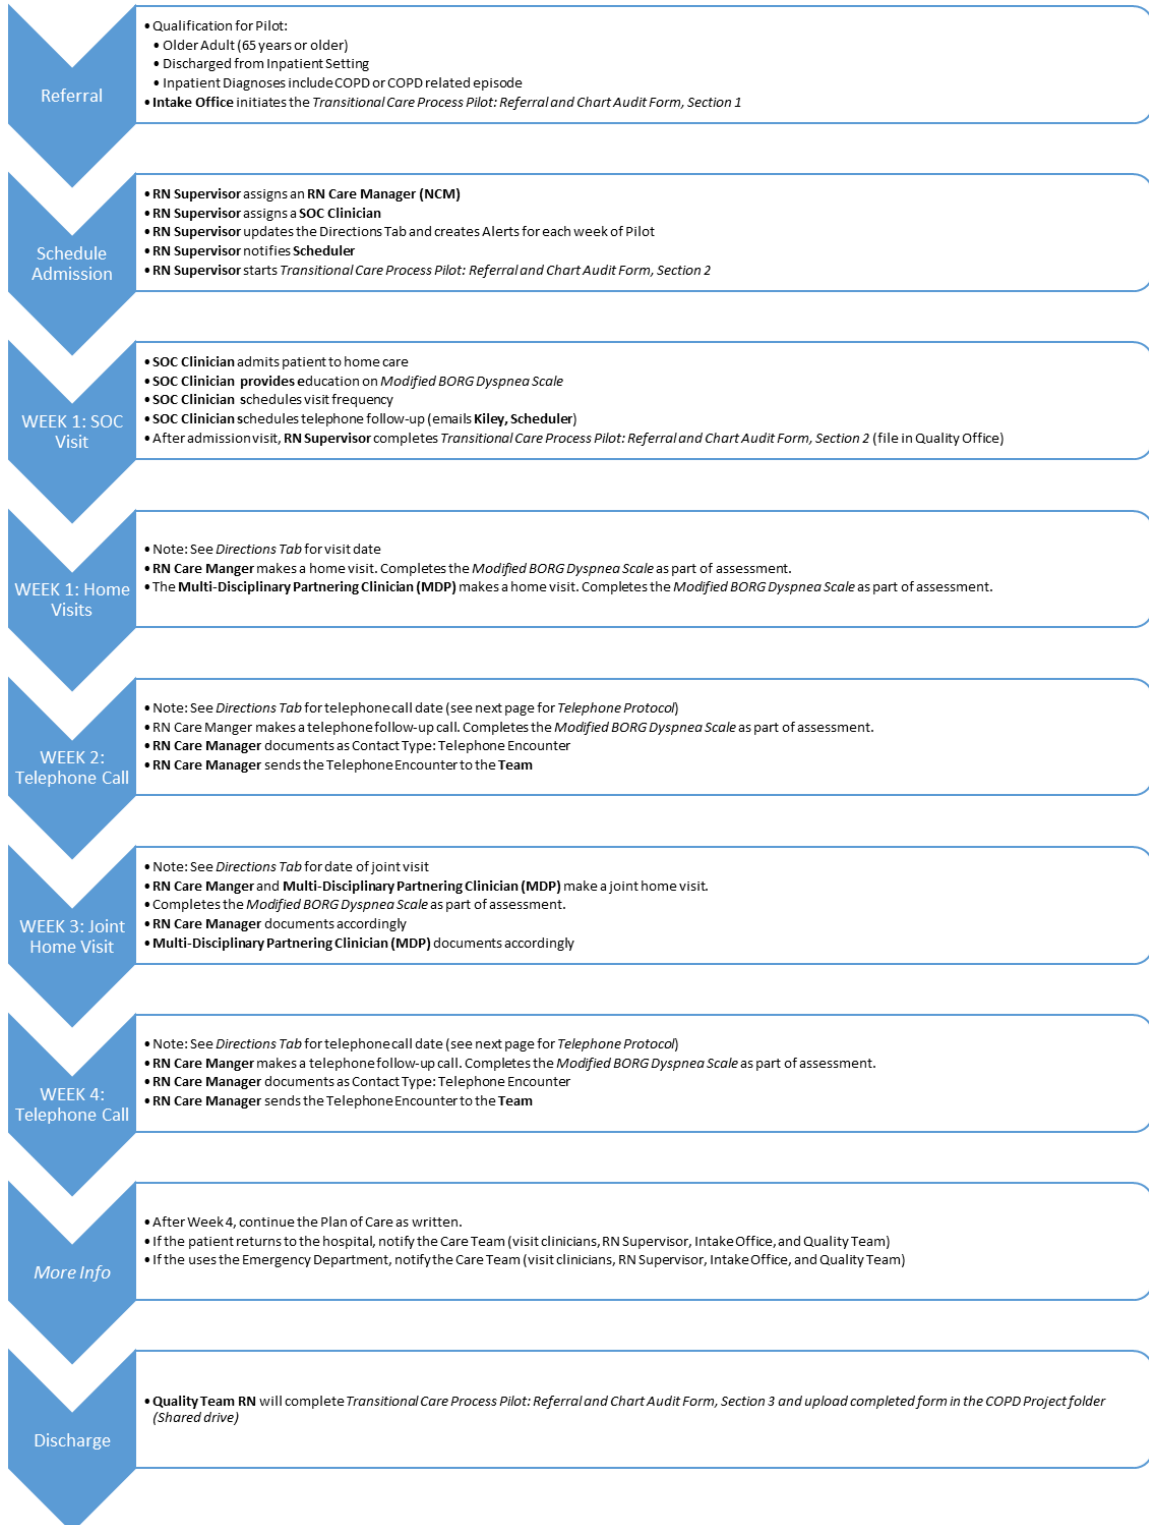 Referral
• Qualification for Pilot:
• Older Adult (65 years or older)
• Discharged from Inpatient Setting
• Inpatient Diagnoses include COPD or COPD related episode
• Intake Office initiates the Transitional Care Process Pilot: Referral and Chart Audit Form, Section 1
Schedule
Admission
• RN Supervisor assigns an RN Care Manager (NCM)
• RN Supervisor assigns a SOC Clinician
• RN Supervisor updates the Directions Tab and creates Alerts for each week of Pilot
• RN Supervisor notifies Scheduler
• RN Supervisor starts Transitional Care Process Pilot: Referral and Chart Audit Form, Section 2
WEEK 1: SOC
Visit
• SOC Clinician admits patient to home care
• SOC Clinician provides education on Modified BORG Dyspnea Scale
• SOC Clinician schedules visit frequency
• SOC Clinician schedules telephone follow-up (emails Kiley, Scheduler)
• After admission visit, RN Supervisor completes Transitional Care Process Pilot: Referral and Chart Audit Form, Section 2 (file in Quality Office)
WEEK 1: Home
Visits
• Note: See Directions Tab for visit date
• RN Care Manger makes a home visit. Completes the Modified BORG Dyspnea Scale as part of assessment.
• The Multi-Disciplinary Partnering Clinician (MDP) makes a home visit. Completes the Modified BORG Dyspnea Scale as part of assessment.
WEEK 2:
Telephone Call
• Note: See Directions Tab for telephone call date (see next page for Telephone Protocol)
• RN Care Manger makes a telephone follow-up call. Completes the Modified BORG Dyspnea Scale as part of assessment.
• RN Care Manager documents as Contact Type: Telephone Encounter
• RN Care Manager sends the Telephone Encounter to the Team
WEEK 3: Joint
Home Visit
• Note: See Directions Tab for date of joint visit
• RN Care Manger and Multi-Disciplinary Partnering Clinician (MDP) make a joint home visit.
• Completes the Modified BORG Dyspnea Scale as part of assessment.
• RN Care Manager documents accordingly
• Multi-Disciplinary Partnering Clinician (MDP) documents accordingly
WEEK 4:
Telephone Call
• Note: See Directions Tab for telephone call date (see next page for Telephone Protocol)
• RN Care Manger makes a telephone follow-up call. Completes the Modified BORG Dyspnea Scale as part of assessment.
• RN Care Manager documents as Contact Type: Telephone Encounter
• RN Care Manager sends the Telephone Encounter to the Team
More Info
• After Week 4, continue the Plan of Care as written.
• If the patient returns to the hospital, notify the Care Team (visit clinicians, RN Supervisor, Intake Office, and Quality Team)
• If the uses the Emergency Department, notify the Care Team (visit clinicians, RN Supervisor, Intake Office, and Quality Team)
Discharge
• Quality Team RN will complete Transitional Care Process Pilot: Referral and Chart Audit Form, Section 3 and upload completed form in the COPD Project folder
(Shared drive)